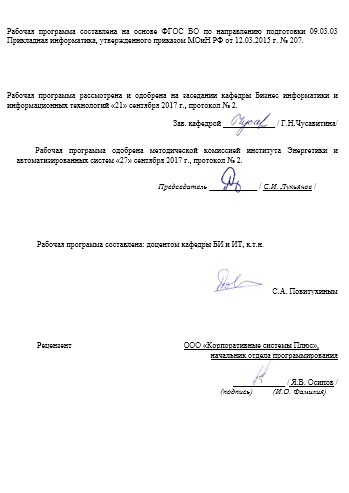 Рабочая программа составлена на основе ФГОС ВО по направлению подготовки 09.03.03
Прикладная информатика, утвержденного приказом МОиН РФ от 12.03.2015 г. № 207.
Рабочая программа рассмотрена и одобрена на заседании кафедры Бизнес информатики и
информационных технологий «21» сентября 2017 г., протокол № 2.
Зав. кафедрой / Г.Н.Чусавитина/
Рабочая программа одобрена методической комиссией института Энергетики и
автоматизированных систем «27» сентября 2017 г., протокол № 2.
Председатель / С.И. Лукьянов /
Рабочая программа составлена: доцентом кафедры БИ и ИТ, к.т.н.
С.А. Повитухиным
Рецензент ООО «Корпоративные системы Плюс»,
начальник отдела программирования
/ Я.В. Осипов /
(подпись) (И.О. Фамилия)